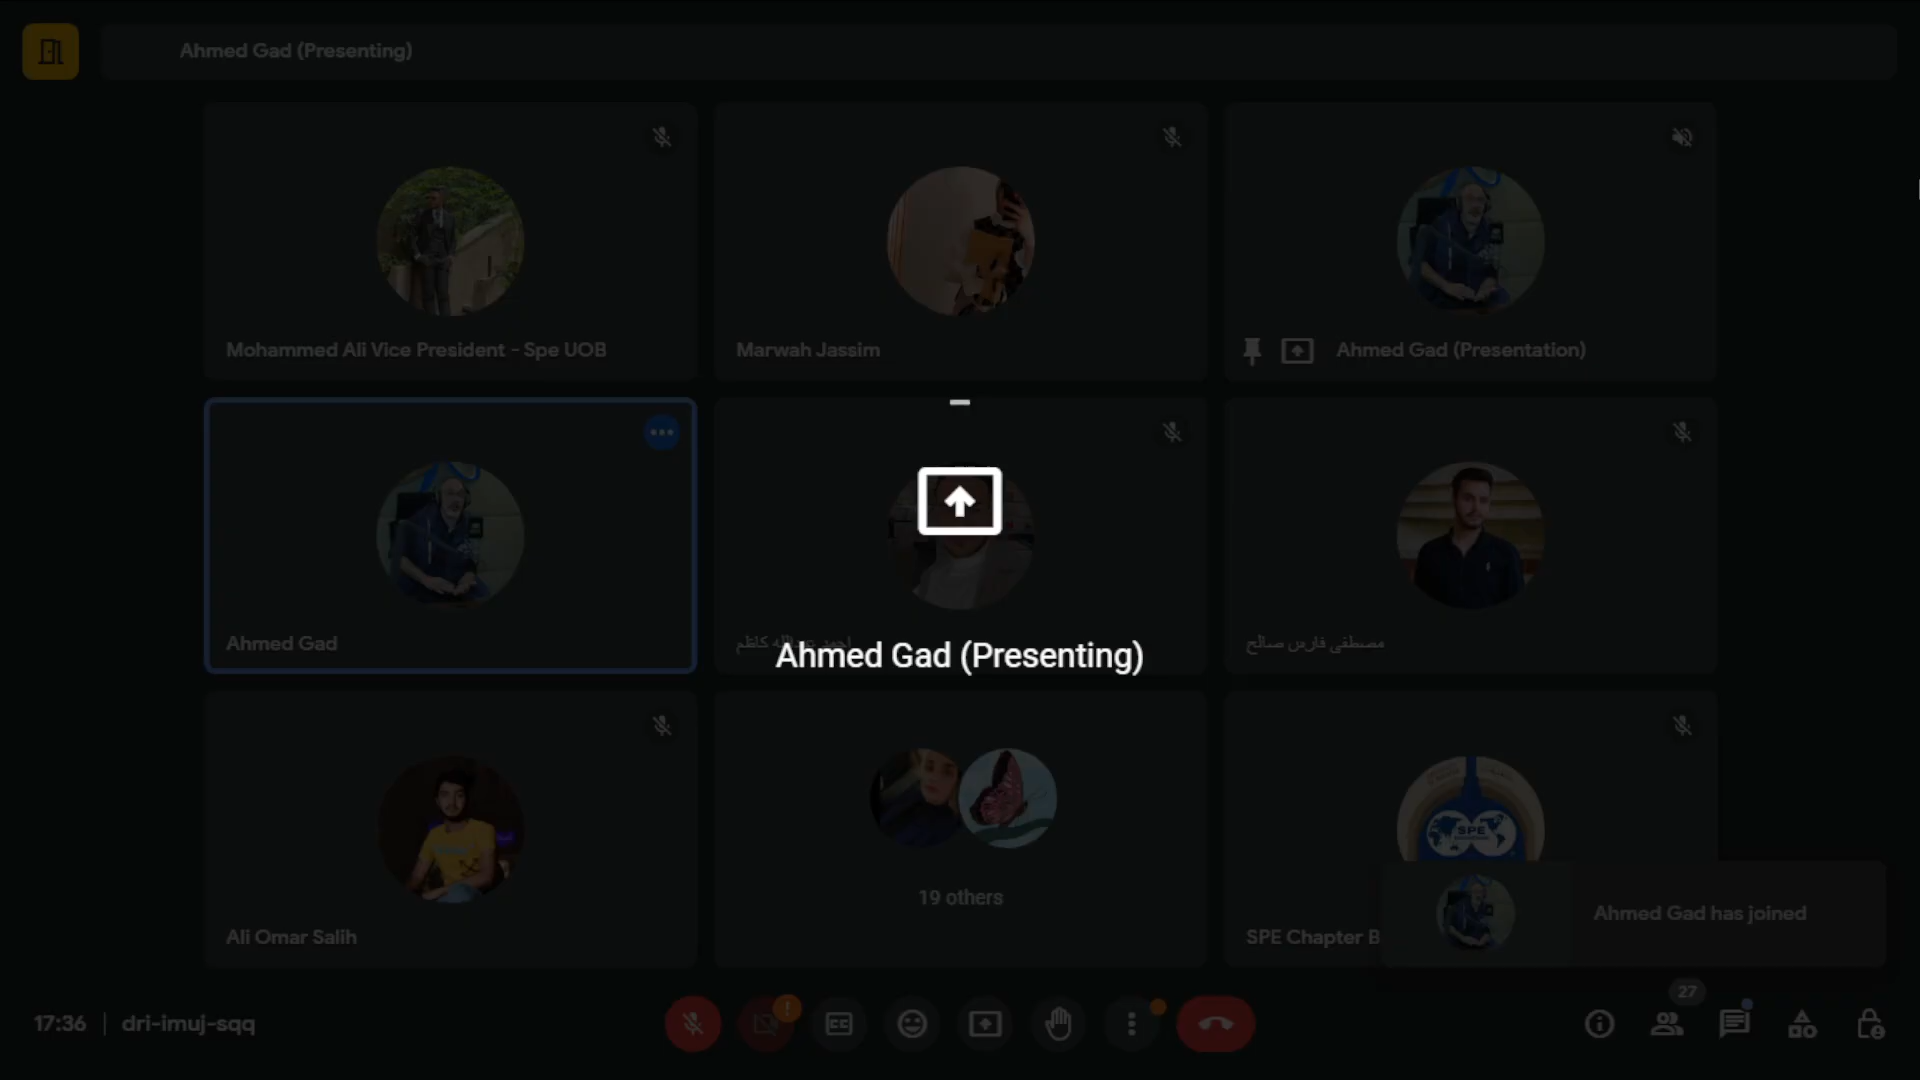 Ahmed Gad (Presenting)
Mohammed Ali Vice President - Spe UOB
Marwah Jassim
Ahmed Gad (Presentation)
Ahmed Gad
كاظم
مصطفى فارس صالح
Ahmed Gad (Presenting)
Ali Omar Salih
19 others
SPE
SPE Chapter B
Ahmed Gad has joined
27
17:36 | dri-imuj-sqq
CC